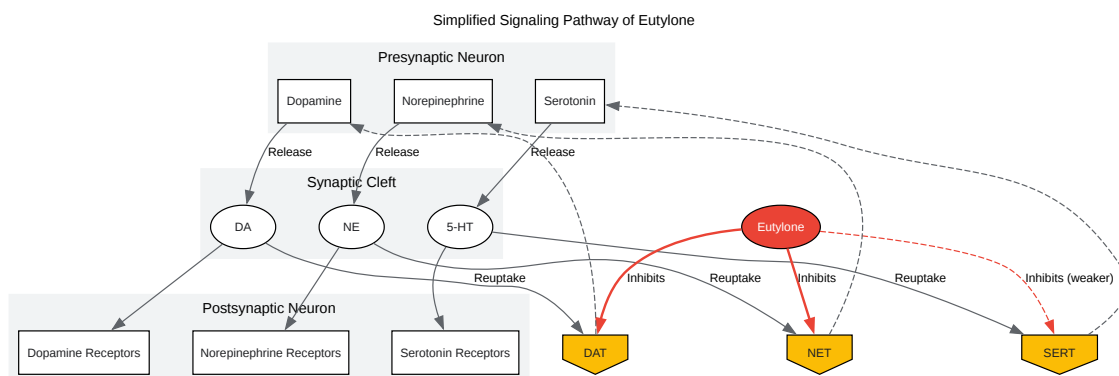 Simplified Signaling Pathway of Eutylone
Presynaptic Neuron
Dopamine
Norepinephrine
Serotonin
Release
Release
Release
Synaptic Cleft
DA
NE
5-HT
Eutylone
Reuptake
Inhibits
Reuptake
Inhibits
Reuptake
Inhibits (weaker)
Postsynaptic Neuron
Dopamine Receptors
Norepinephrine Receptors
Serotonin Receptors
DAT
NET
SERT